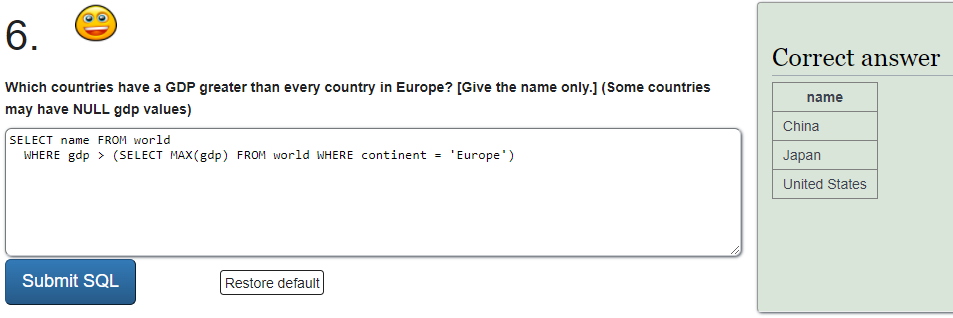 6.
Which countries have a GDP greater than every country in Europe? [Give the name only.] (Some countries
may have NULL gdp values)
SELECT name FROM world
WHERE gdp > (SELECT MAX(gdp) FROM world WHERE continent = 'Europe')
Submit SQL
Restore default
Correct answer
name
China
Japan
United States